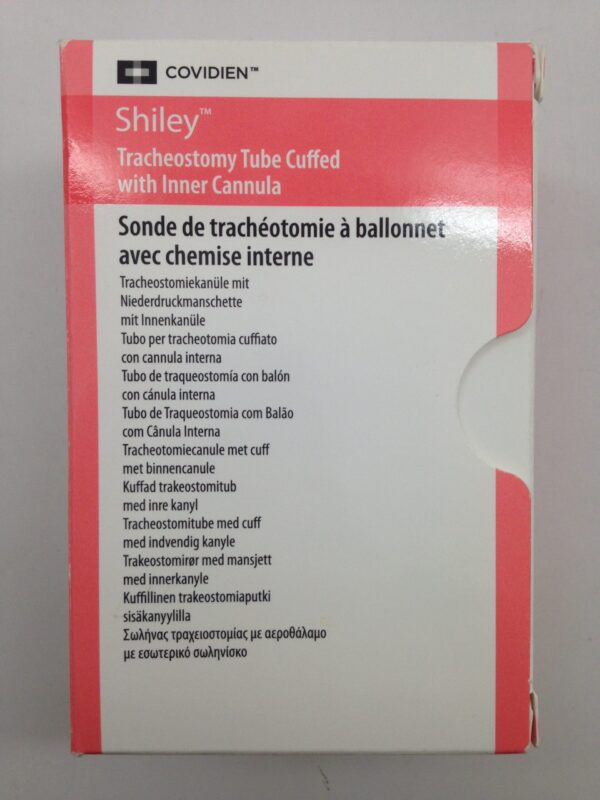 COVIDIEN™
Shiley™
Tracheostomy Tube Cuffed
with Inner Cannula
Sonde de trachéotomie à ballonnet
avec chemise interne
Tracheostomiekanüle mit
Niederdruckmanschette
mit Innenkanüle
Tubo per tracheotomia cuffiato
con cannula interna
Tubo de traqueostomía con balón
con cánula interna
Tubo de Traqueostomia com Balão
com Cânula Interna
Tracheotomiecanule met cuff
met binnencanule
Kuffad trakeostomitub
med inre kanyl
Tracheostomitube med cuff
med indvendig kanyle
Trakeostomirør med mansjett
med innerkanyle
Kuffillinen trakeostomiaputki
sisäkanyylilla
Σωλήνας τραχειοστομίας με αεροθάλαμο
με εσωτερικό σωληνίσκο